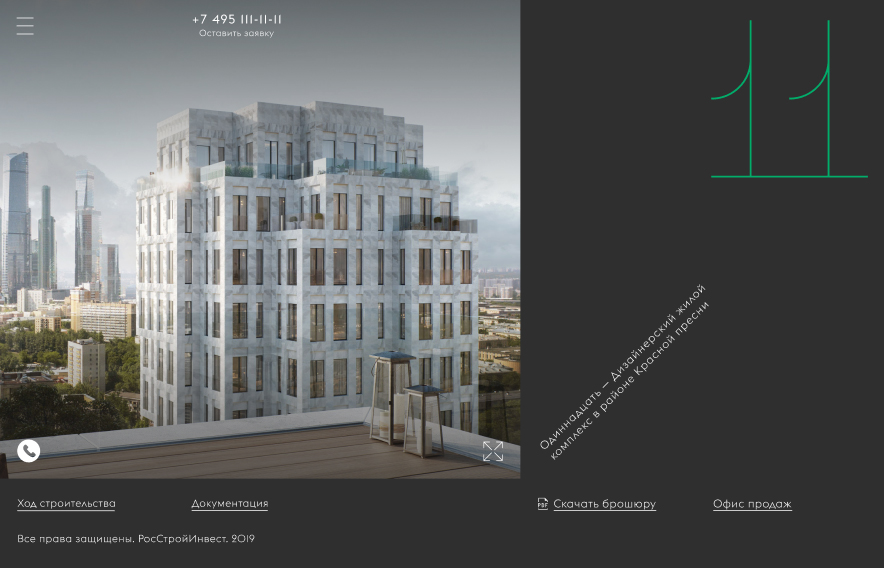 +7 495 111-11-11
Оставить заявку
11
Одиннадцать — Дизайнерский жилой
комплекс в районе Красной пресни
Ход строительства
Документация
PDF
Скачать брошюру
Офис продаж
Все права защищены. РосСтройИнвест. 2019